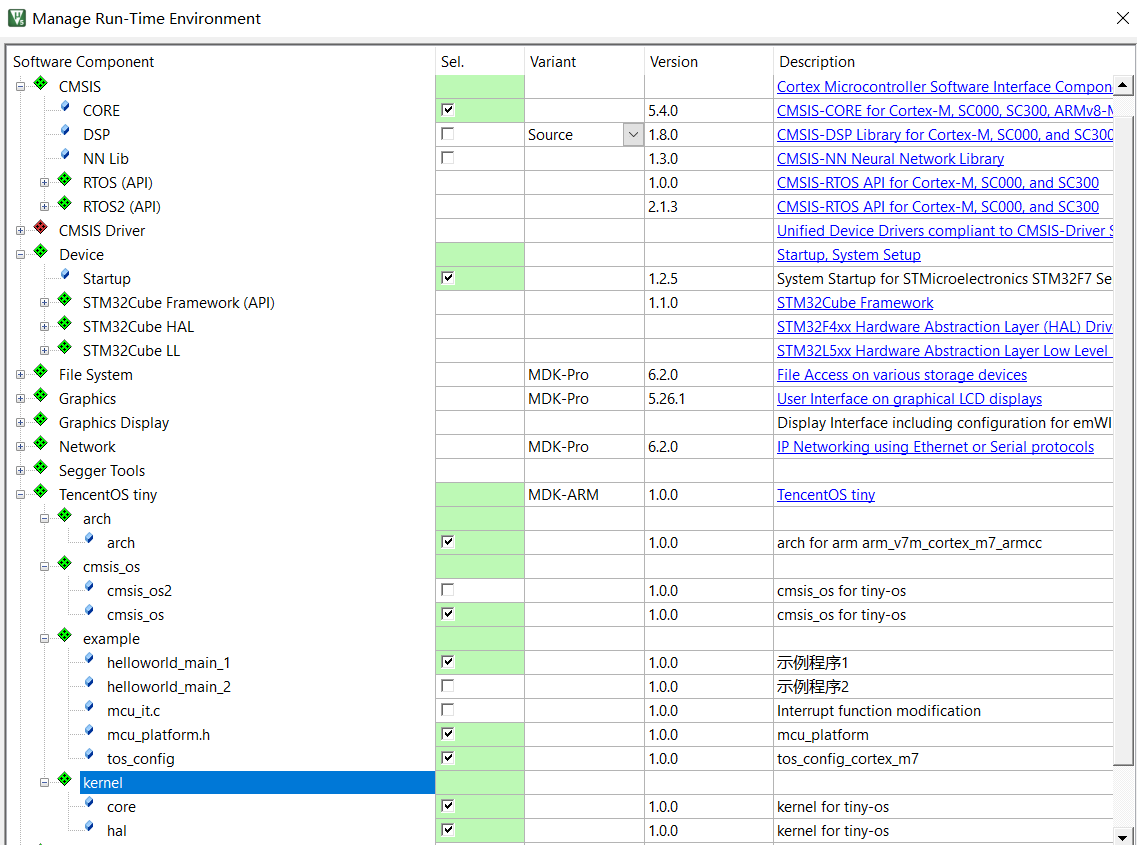 Manage Run-Time Environment
Software Component Sel. Variant Version Description
CMSIS Cortex Microcontroller Software Interface Compon
CORE 5.4.0 CMSIS-CORE for Cortex-M, SC000, SC300, ARMv8-M
DSP Source 1.8.0 CMSIS-DSP Library for Cortex-M, SC000, and SC300
NN Lib 1.3.0 CMSIS-NN Neural Network Library
RTOS (API) 1.0.0 CMSIS-RTOS API for Cortex-M, SC000, and SC300
RTOS2 (API) 2.1.3 CMSIS-RTOS API for Cortex-M, SC000, and SC300
CMSIS Driver Unified Device Drivers compliant to CMSIS-Driver S
Device Startup, System Setup
Startup 1.2.5 System Startup for STMicroelectronics STM32F7 Se
STM32Cube Framework (API) 1.1.0 STM32Cube Framework
STM32Cube HAL STM32F4xx Hardware Abstraction Layer (HAL) Driv
STM32Cube LL STM32L5xx Hardware Abstraction Layer Low Level
File System MDK-Pro 6.2.0 File Access on various storage devices
Graphics MDK-Pro 5.26.1 User Interface on graphical LCD displays
Graphics Display Display Interface including configuration for emWI
Network MDK-Pro 6.2.0 IP Networking using Ethernet or Serial protocols
Segger Tools
TencentOS tiny MDK-ARM 1.0.0 TencentOS tiny
arch
arch 1.0.0 arch for arm arm_v7m_cortex_m7_armcc
cmsis_os
cmsis_os2 1.0.0 cmsis_os for tiny-os
cmsis_os 1.0.0 cmsis_os for tiny-os
example
helloworld_main_1 1.0.0 示例程序1
helloworld_main_2 1.0.0 示例程序2
mcu_it.c 1.0.0 Interrupt function modification
mcu_platform.h 1.0.0 mcu_platform
tos_config 1.0.0 tos_config_cortex_m7
kernel
core 1.0.0 kernel for tiny-os
hal 1.0.0 kernel for tiny-os